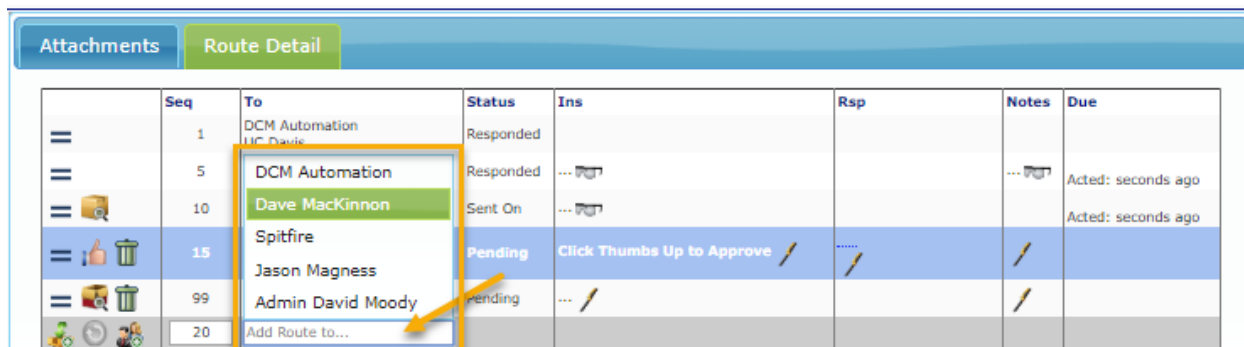 Attachments Route Detail
Seq To Status Ins Rsp Notes Due
1 DCM Automation Responded
UC Davis
5 DCM Automation Responded ... ... Acted: seconds ago
10 Dave MacKinnon Sent On ... Acted: seconds ago
Spitfire
15 Jason Magness Pending Click Thumbs Up to Approve .....
99 Admin David Moody Pending ...
20 Add Route to...